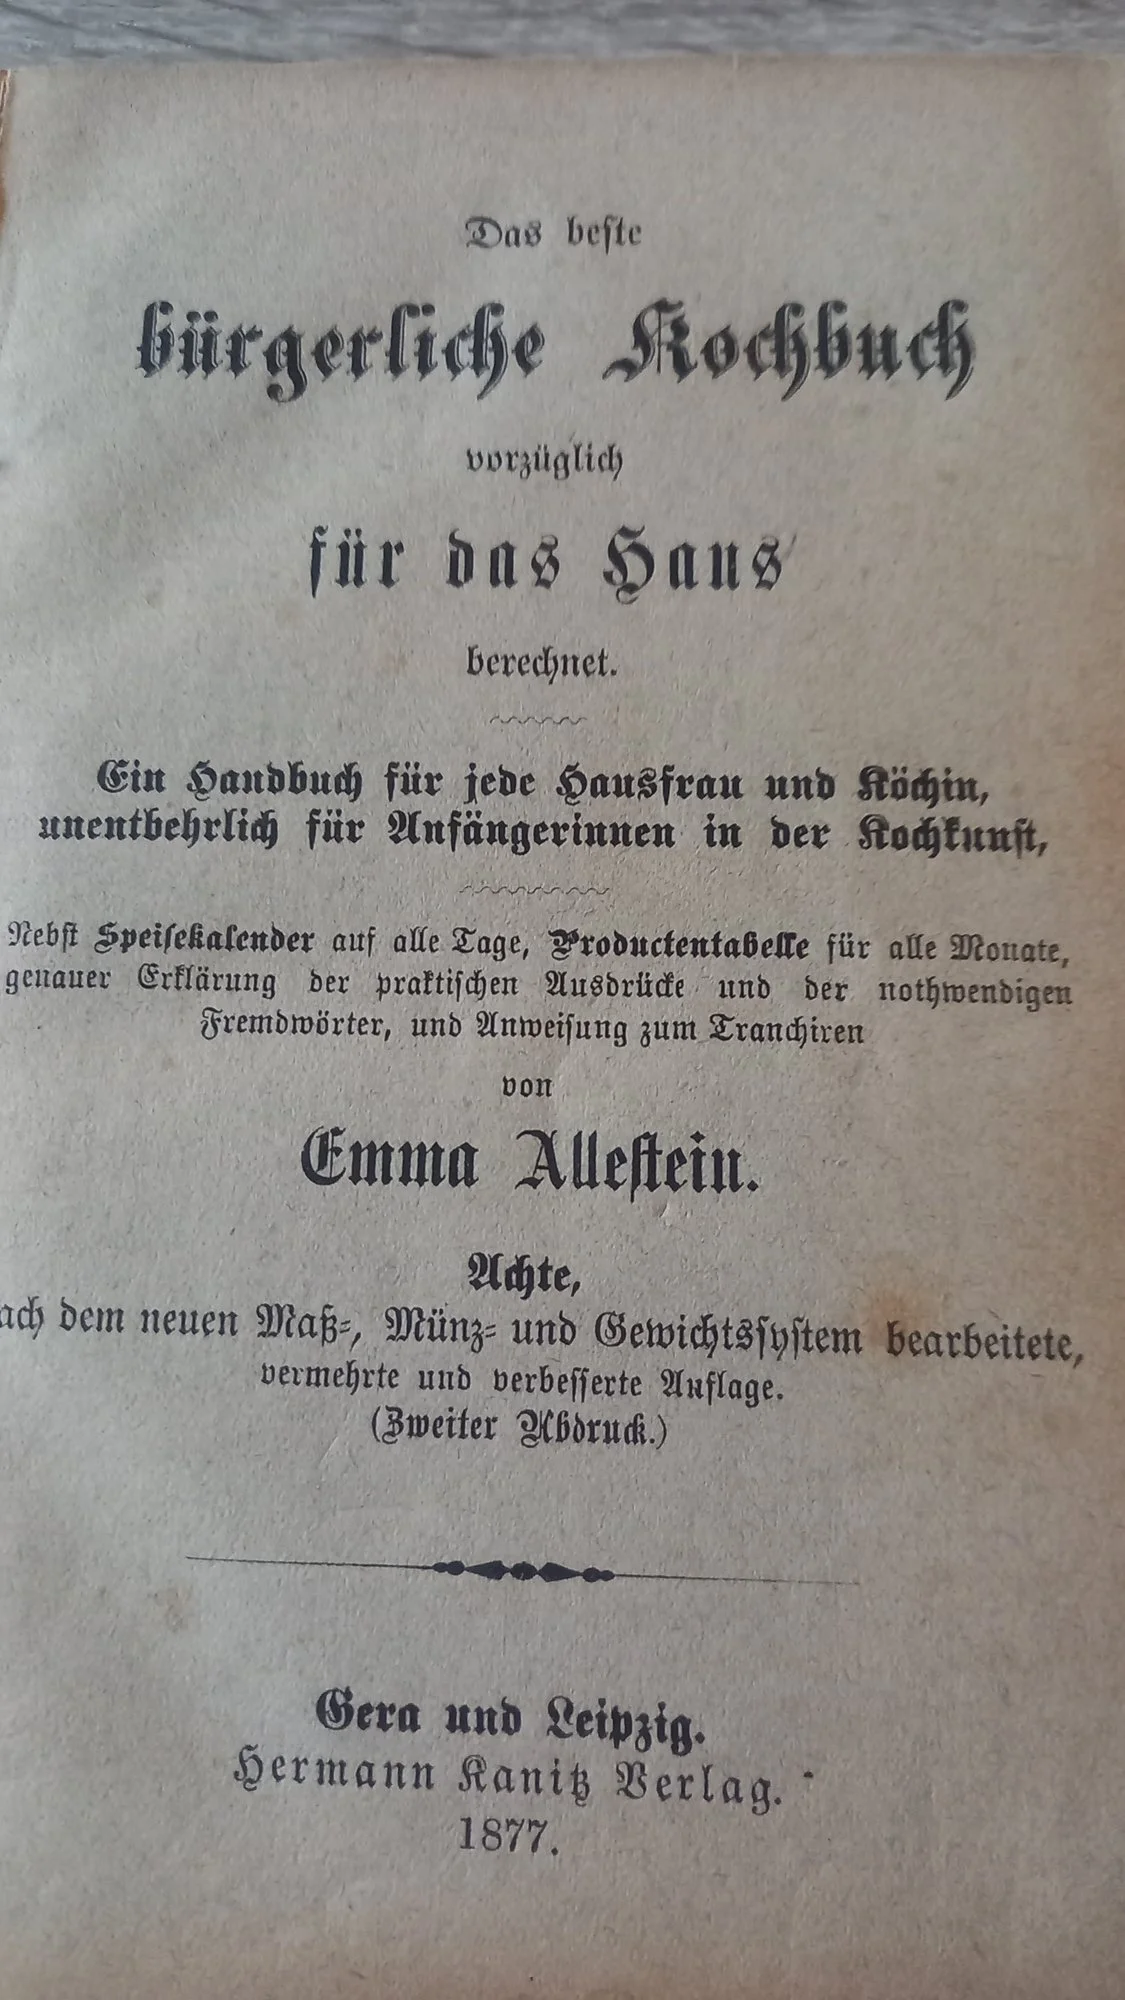 Das beste
bürgerliche Kochbuch
vorzüglich
für das Haus
berechnet.
Ein Handbuch für jede Hausfrau und Köchin,
unentbehrlich für Anfängerinnen in der Kochkunst,
Nebst Speisekalender auf alle Tage, Productentabelle für alle Monate,
genauer Erklärung der praktischen Ausdrücke und der nothwendigen
Fremdwörter, und Anweisung zum Tranchiren
von
Emma Allestein.
Achte,
ach dem neuen Maß-, Münz- und Gewichtssystem bearbeitete,
vermehrte und verbesserte Auflage.
(Zweiter Abdruck.)
Gera und Leipzig.
Hermann Kanitz Verlag.
1877.